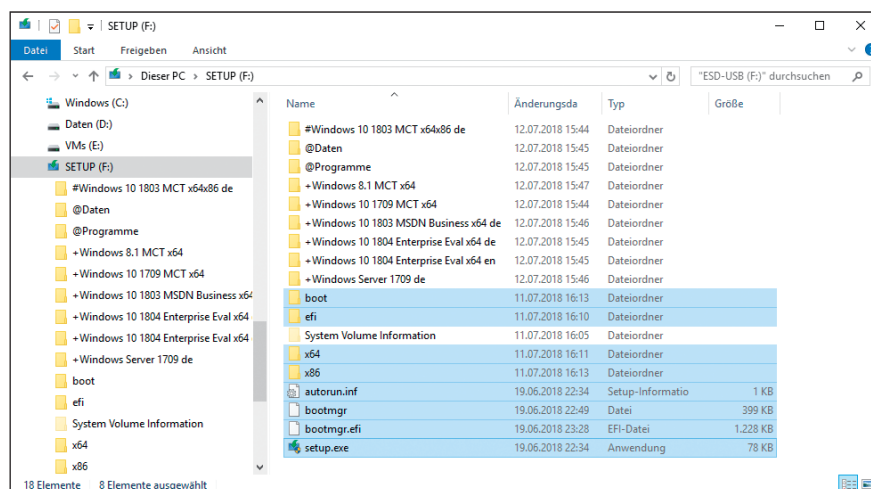 SETUP (F:)
Datei Start Freigeben Ansicht
Dieser PC > SETUP (F:) "ESD-USB (F:)" durchsuchen
Windows (C:)
Daten (D:)
VMs (E:)
SETUP (F:)
#Windows 10 1803 MCT x64x86 de
@Daten
@Programme
+Windows 8.1 MCT x64
+Windows 10 1709 MCT x64
+Windows 10 1803 MSDN Business x64
+Windows 10 1804 Enterprise Eval x64
+Windows 10 1804 Enterprise Eval x64
+Windows Server 1709 de
boot
efi
System Volume Information
x64
x86
Name Änderungsda Typ Größe
#Windows 10 1803 MCT x64x86 de 12.07.2018 15:44 Dateiordner
@Daten 12.07.2018 15:45 Dateiordner
@Programme 12.07.2018 15:45 Dateiordner
+Windows 8.1 MCT x64 12.07.2018 15:47 Dateiordner
+Windows 10 1709 MCT x64 12.07.2018 15:44 Dateiordner
+Windows 10 1803 MSDN Business x64 de 12.07.2018 15:46 Dateiordner
+Windows 10 1804 Enterprise Eval x64 de 12.07.2018 15:45 Dateiordner
+Windows 10 1804 Enterprise Eval x64 en 12.07.2018 15:45 Dateiordner
+Windows Server 1709 de 12.07.2018 15:46 Dateiordner
boot 11.07.2018 16:13 Dateiordner
efi 11.07.2018 16:10 Dateiordner
System Volume Information 11.07.2018 16:05 Dateiordner
x64 11.07.2018 16:11 Dateiordner
x86 11.07.2018 16:13 Dateiordner
autorun.inf 19.06.2018 22:34 Setup-Informatio 1 KB
bootmgr 19.06.2018 22:49 Datei 399 KB
bootmgr.efi 19.06.2018 23:28 EFI-Datei 1.228 KB
setup.exe 19.06.2018 22:34 Anwendung 78 KB
18 Elemente 8 Elemente ausgewählt